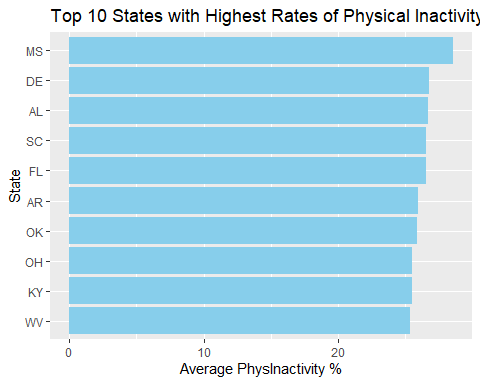 Top 10 States with Highest Rates of Physical Inactivity
MS
DE
AL
SC
FL
AR
OK
OH
KY
WV
State
0 10 20
Average PhysInactivity %